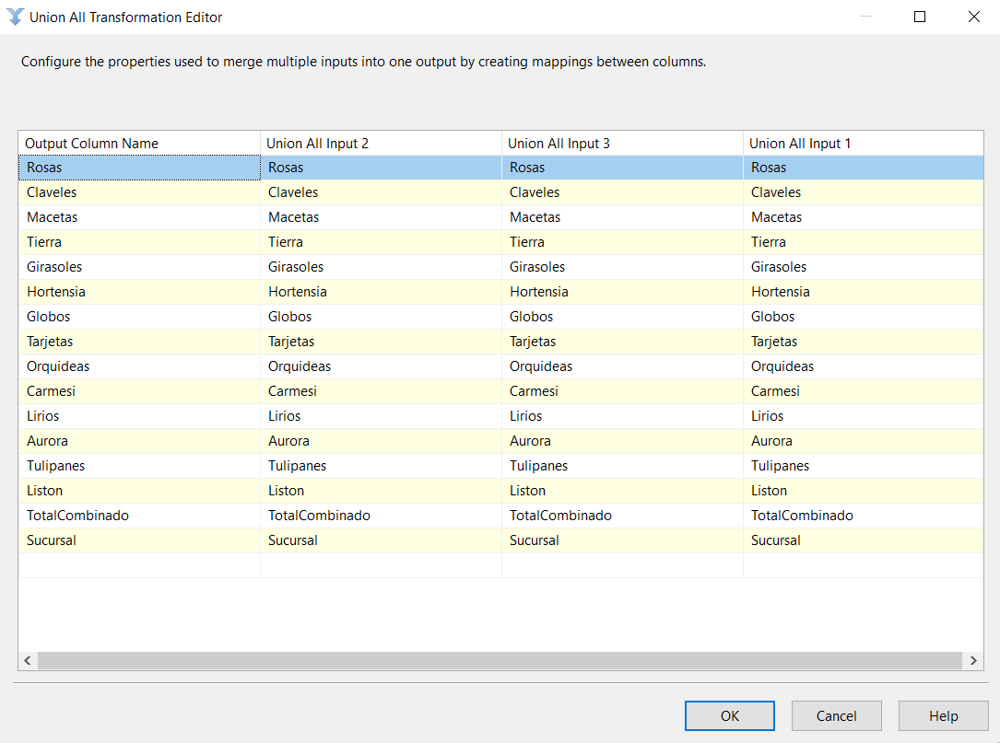 Union All Transformation Editor
Configure the properties used to merge multiple inputs into one output by creating mappings between columns.
Output Column Name Union All Input 2 Union All Input 3 Union All Input 1
Rosas Rosas Rosas Rosas
Claveles Claveles Claveles Claveles
Macetas Macetas Macetas Macetas
Tierra Tierra Tierra Tierra
Girasoles Girasoles Girasoles Girasoles
Hortensia Hortensia Hortensia Hortensia
Globos Globos Globos Globos
Tarjetas Tarjetas Tarjetas Tarjetas
Orquideas Orquideas Orquideas Orquideas
Carmesi Carmesi Carmesi Carmesi
Lirios Lirios Lirios Lirios
Aurora Aurora Aurora Aurora
Tulipanes Tulipanes Tulipanes Tulipanes
Liston Liston Liston Liston
TotalCombinado TotalCombinado TotalCombinado TotalCombinado
Sucursal Sucursal Sucursal Sucursal
OK Cancel Help